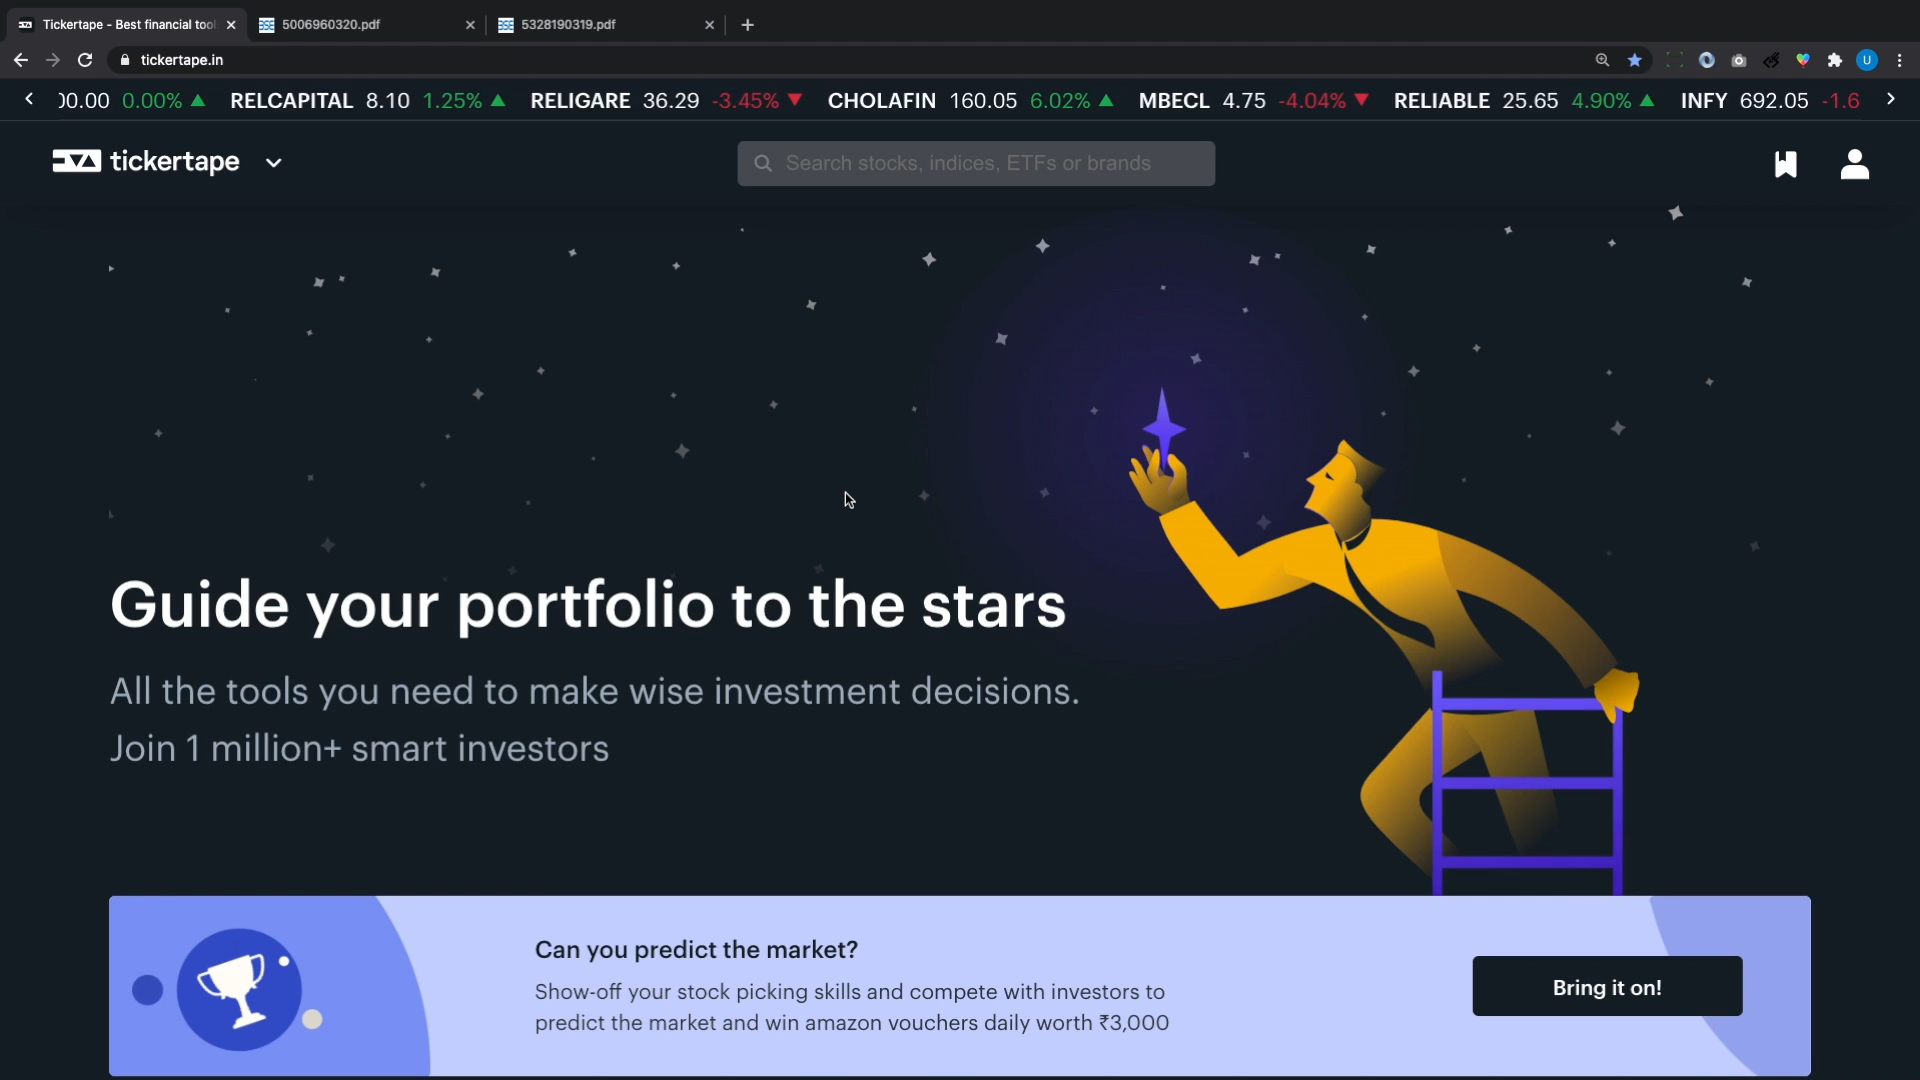 Tickertape - Best financial tool
5006960320.pdf
5328190319.pdf
tickertape.in
U
00.00 0.00% RELCAPITAL 8.10 1.25% RELIGARE 36.29 -3.45% CHOLAFIN 160.05 6.02% MBECL 4.75 -4.04% RELIABLE 25.65 4.90% INFY 692.05 -1.6
tickertape
Search stocks, indices, ETFs or brands
Guide your portfolio to the stars
All the tools you need to make wise investment decisions.
Join 1 million+ smart investors
Can you predict the market?
Show-off your stock picking skills and compete with investors to
predict the market and win amazon vouchers daily worth ₹3,000
Bring it on!